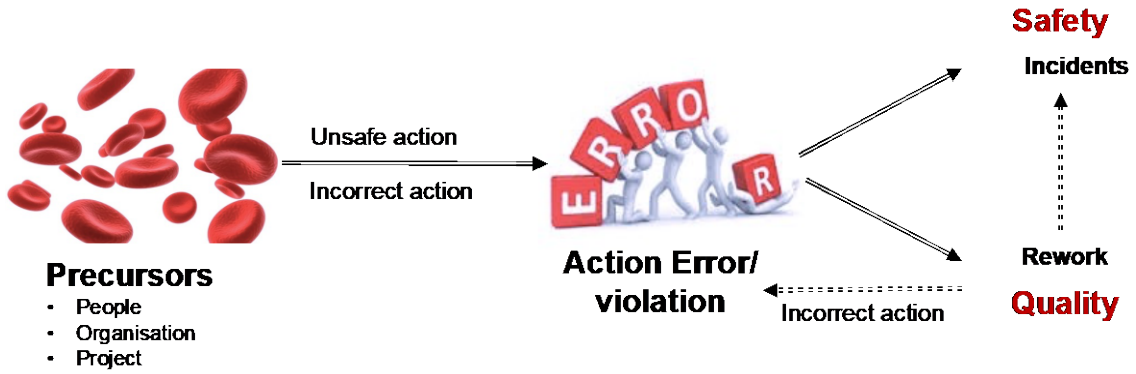 Safety
Incidents
Unsafe action
Incorrect action
E R R O R
Precursors
• People
• Organisation
• Project
Action Error/
violation
Incorrect action
Rework
Quality